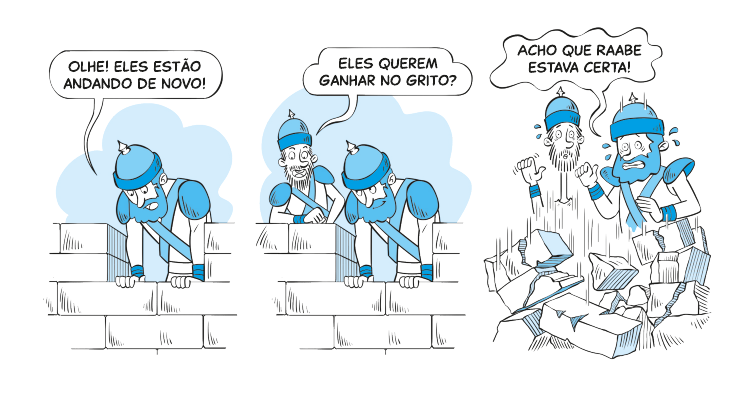 OLHE! ELES ESTÃO
ANDANDO DE NOVO!
ELES QUEREM
GANHAR NO GRITO?
ACHO QUE RAABE
ESTAVA CERTA!